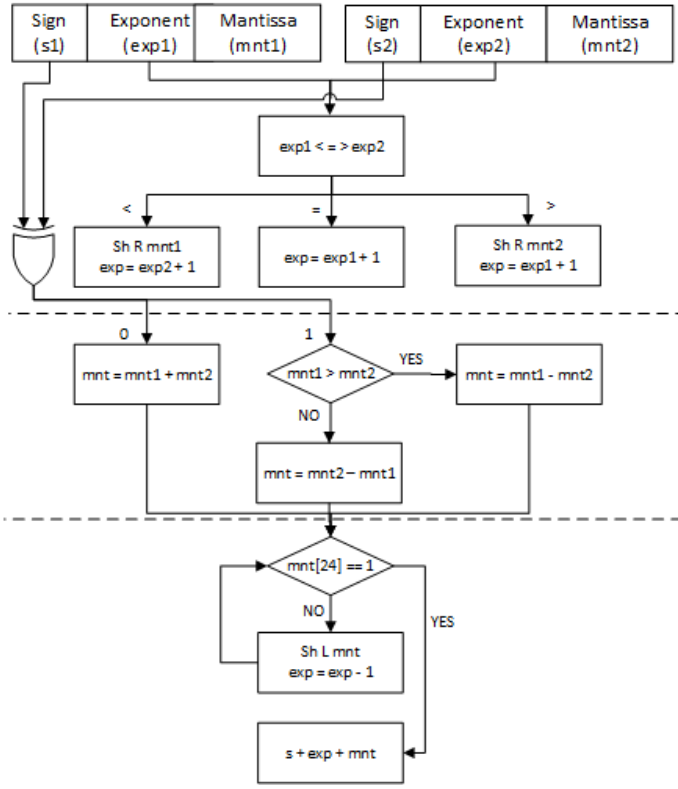 Sign Exponent Mantissa Sign Exponent Mantissa
(s1) (exp1) (mnt1) (s2) (exp2) (mnt2)
exp1 < = > exp2
< = >
Sh R mnt1
exp = exp2 + 1
exp = exp1 + 1
Sh R mnt2
exp = exp1 + 1
0 1
mnt = mnt1 + mnt2
mnt1 > mnt2
YES
mnt = mnt1 - mnt2
NO
mnt = mnt2 – mnt1
mnt[24] == 1
NO
YES
Sh L mnt
exp = exp - 1
s + exp + mnt